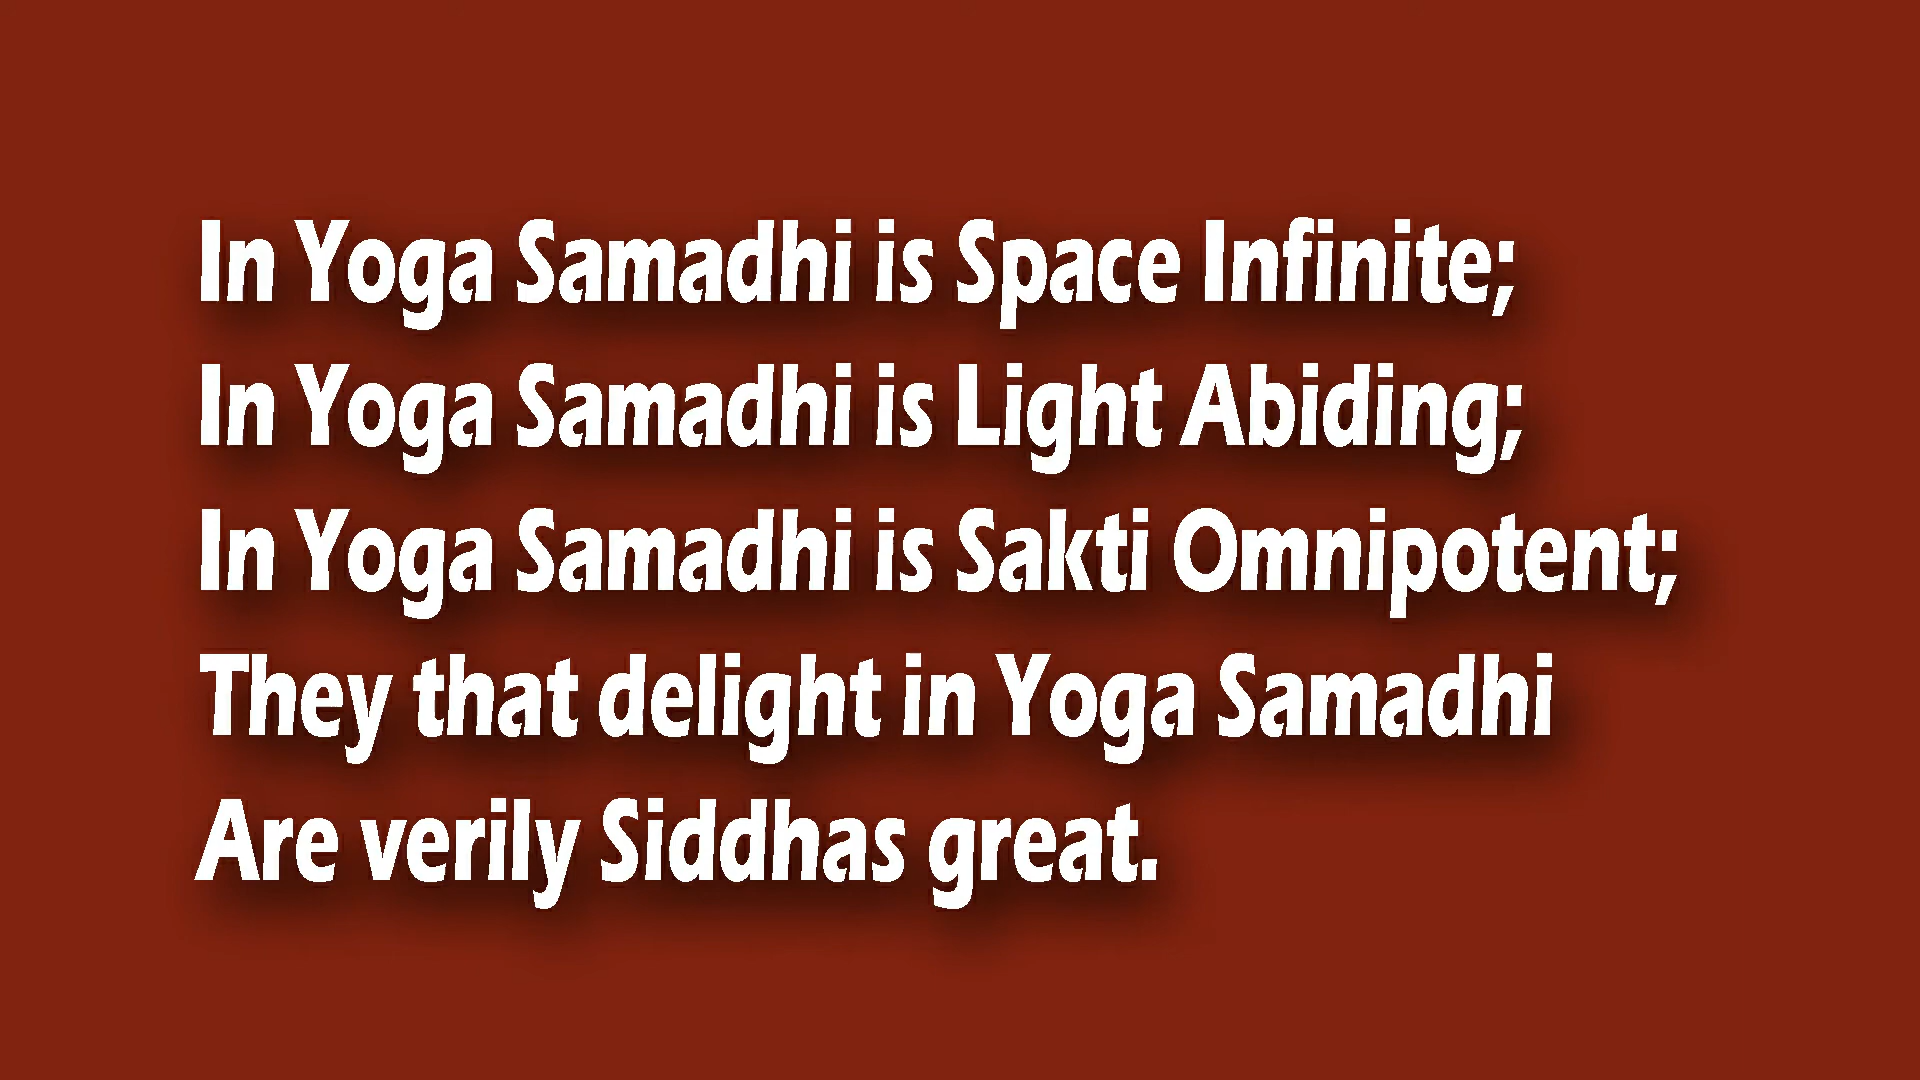 In Yoga Samadhi is Space Infinite;
In Yoga Samadhi is Light Abiding;
In Yoga Samadhi is Sakti Omnipotent;
They that delight in Yoga Samadhi
Are verily Siddhas great.